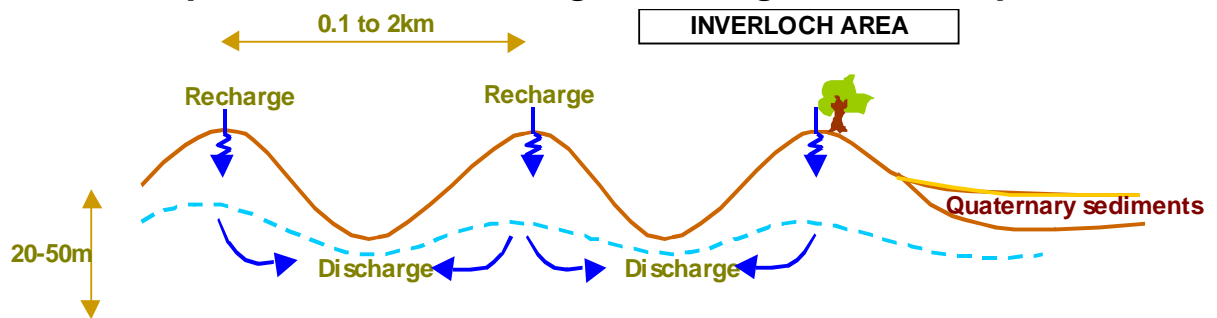 0.1 to 2km
INVERLOCH AREA
Recharge
Recharge
Quaternary sediments
20-50m
Discharge
Discharge